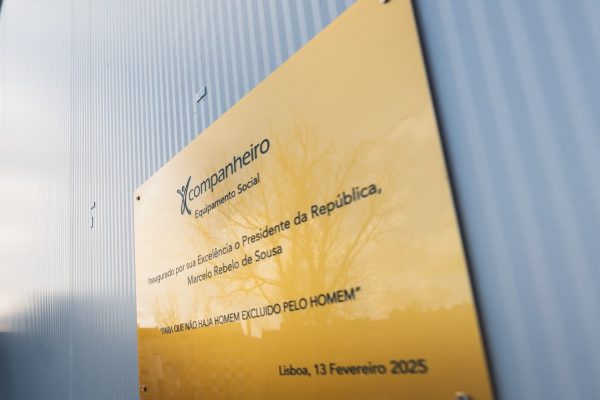 companheiro
Equipamento Social
Inaugurado por sua Excelência o Presidente da República,
Marcelo Rebelo de Sousa
"PARA QUE NÃO HAJA HOMEM EXCLUIDO PELO HOMEM"
Lisboa, 13 Fevereiro 2025